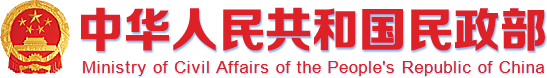 中华人民共和国民政部
Ministry of Civil Affairs of the People's Republic of China